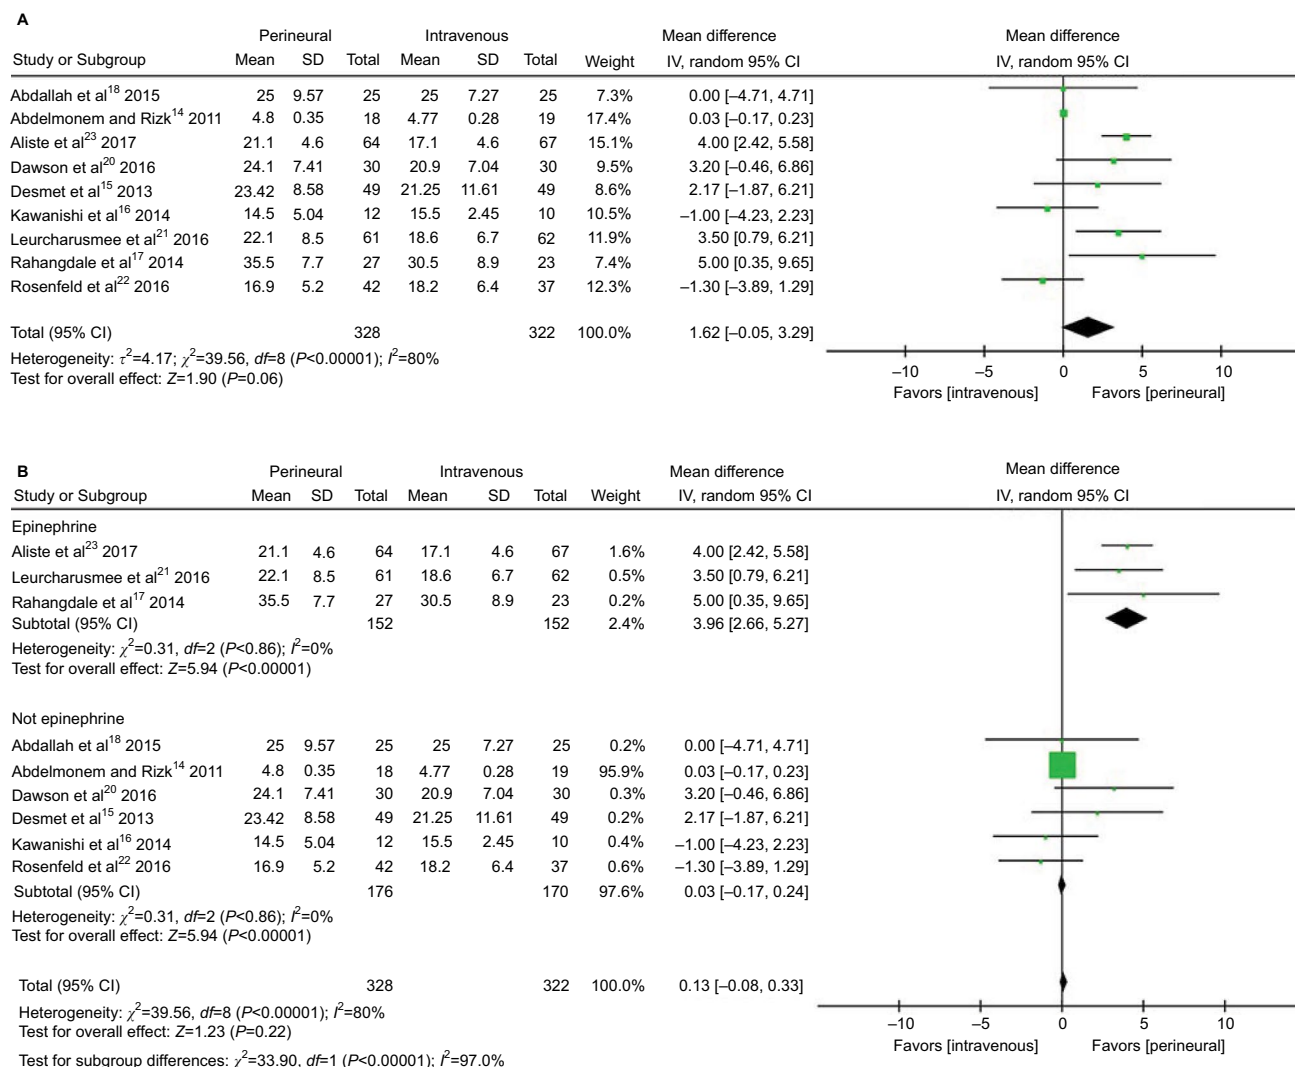 A
Perineural Intravenous Mean difference Mean difference
Study or Subgroup Mean SD Total Mean SD Total Weight IV, random 95% CI IV, random 95% CI
Abdallah et al18 2015 25 9.57 25 25 7.27 25 7.3% 0.00 [–4.71, 4.71]
Abdelmonem and Rizk14 2011 4.8 0.35 18 4.77 0.28 19 17.4% 0.03 [–0.17, 0.23]
Aliste et al23 2017 21.1 4.6 64 17.1 4.6 67 15.1% 4.00 [2.42, 5.58]
Dawson et al20 2016 24.1 7.41 30 20.9 7.04 30 9.5% 3.20 [–0.46, 6.86]
Desmet et al15 2013 23.42 8.58 49 21.25 11.61 49 8.6% 2.17 [–1.87, 6.21]
Kawanishi et al16 2014 14.5 5.04 12 15.5 2.45 10 10.5% –1.00 [–4.23, 2.23]
Leurcharusmee et al21 2016 22.1 8.5 61 18.6 6.7 62 11.9% 3.50 [0.79, 6.21]
Rahangdale et al17 2014 35.5 7.7 27 30.5 8.9 23 7.4% 5.00 [0.35, 9.65]
Rosenfeld et al22 2016 16.9 5.2 42 18.2 6.4 37 12.3% –1.30 [–3.89, 1.29]
Total (95% CI) 328 322 100.0% 1.62 [–0.05, 3.29]
Heterogeneity: τ2=4.17; χ2=39.56, df=8 (P<0.00001); I2=80%
Test for overall effect: Z=1.90 (P=0.06)
–10 –5 0 5 10
Favors [intravenous] Favors [perineural]
B
Perineural Intravenous Mean difference Mean difference
Study or Subgroup Mean SD Total Mean SD Total Weight IV, random 95% CI IV, random 95% CI
Epinephrine
Aliste et al23 2017 21.1 4.6 64 17.1 4.6 67 1.6% 4.00 [2.42, 5.58]
Leurcharusmee et al21 2016 22.1 8.5 61 18.6 6.7 62 0.5% 3.50 [0.79, 6.21]
Rahangdale et al17 2014 35.5 7.7 27 30.5 8.9 23 0.2% 5.00 [0.35, 9.65]
Subtotal (95% CI) 152 152 2.4% 3.96 [2.66, 5.27]
Heterogeneity: χ2=0.31, df=2 (P<0.86); I2=0%
Test for overall effect: Z=5.94 (P<0.00001)
Not epinephrine
Abdallah et al18 2015 25 9.57 25 25 7.27 25 0.2% 0.00 [–4.71, 4.71]
Abdelmonem and Rizk14 2011 4.8 0.35 18 4.77 0.28 19 95.9% 0.03 [–0.17, 0.23]
Dawson et al20 2016 24.1 7.41 30 20.9 7.04 30 0.3% 3.20 [–0.46, 6.86]
Desmet et al15 2013 23.42 8.58 49 21.25 11.61 49 0.2% 2.17 [–1.87, 6.21]
Kawanishi et al16 2014 14.5 5.04 12 15.5 2.45 10 0.4% –1.00 [–4.23, 2.23]
Rosenfeld et al22 2016 16.9 5.2 42 18.2 6.4 37 0.6% –1.30 [–3.89, 1.29]
Subtotal (95% CI) 176 170 97.6% 0.03 [–0.17, 0.24]
Heterogeneity: χ2=0.31, df=2 (P<0.86); I2=0%
Test for overall effect: Z=5.94 (P<0.00001)
Total (95% CI) 328 322 100.0% 0.13 [–0.08, 0.33]
Heterogeneity: χ2=39.56, df=8 (P<0.00001); I2=80%
Test for overall effect: Z=1.23 (P=0.22)
Test for subgroup differences: χ2=33.90, df=1 (P<0.00001); I2=97.0%
–10 –5 0 5 10
Favors [intravenous] Favors [perineural]